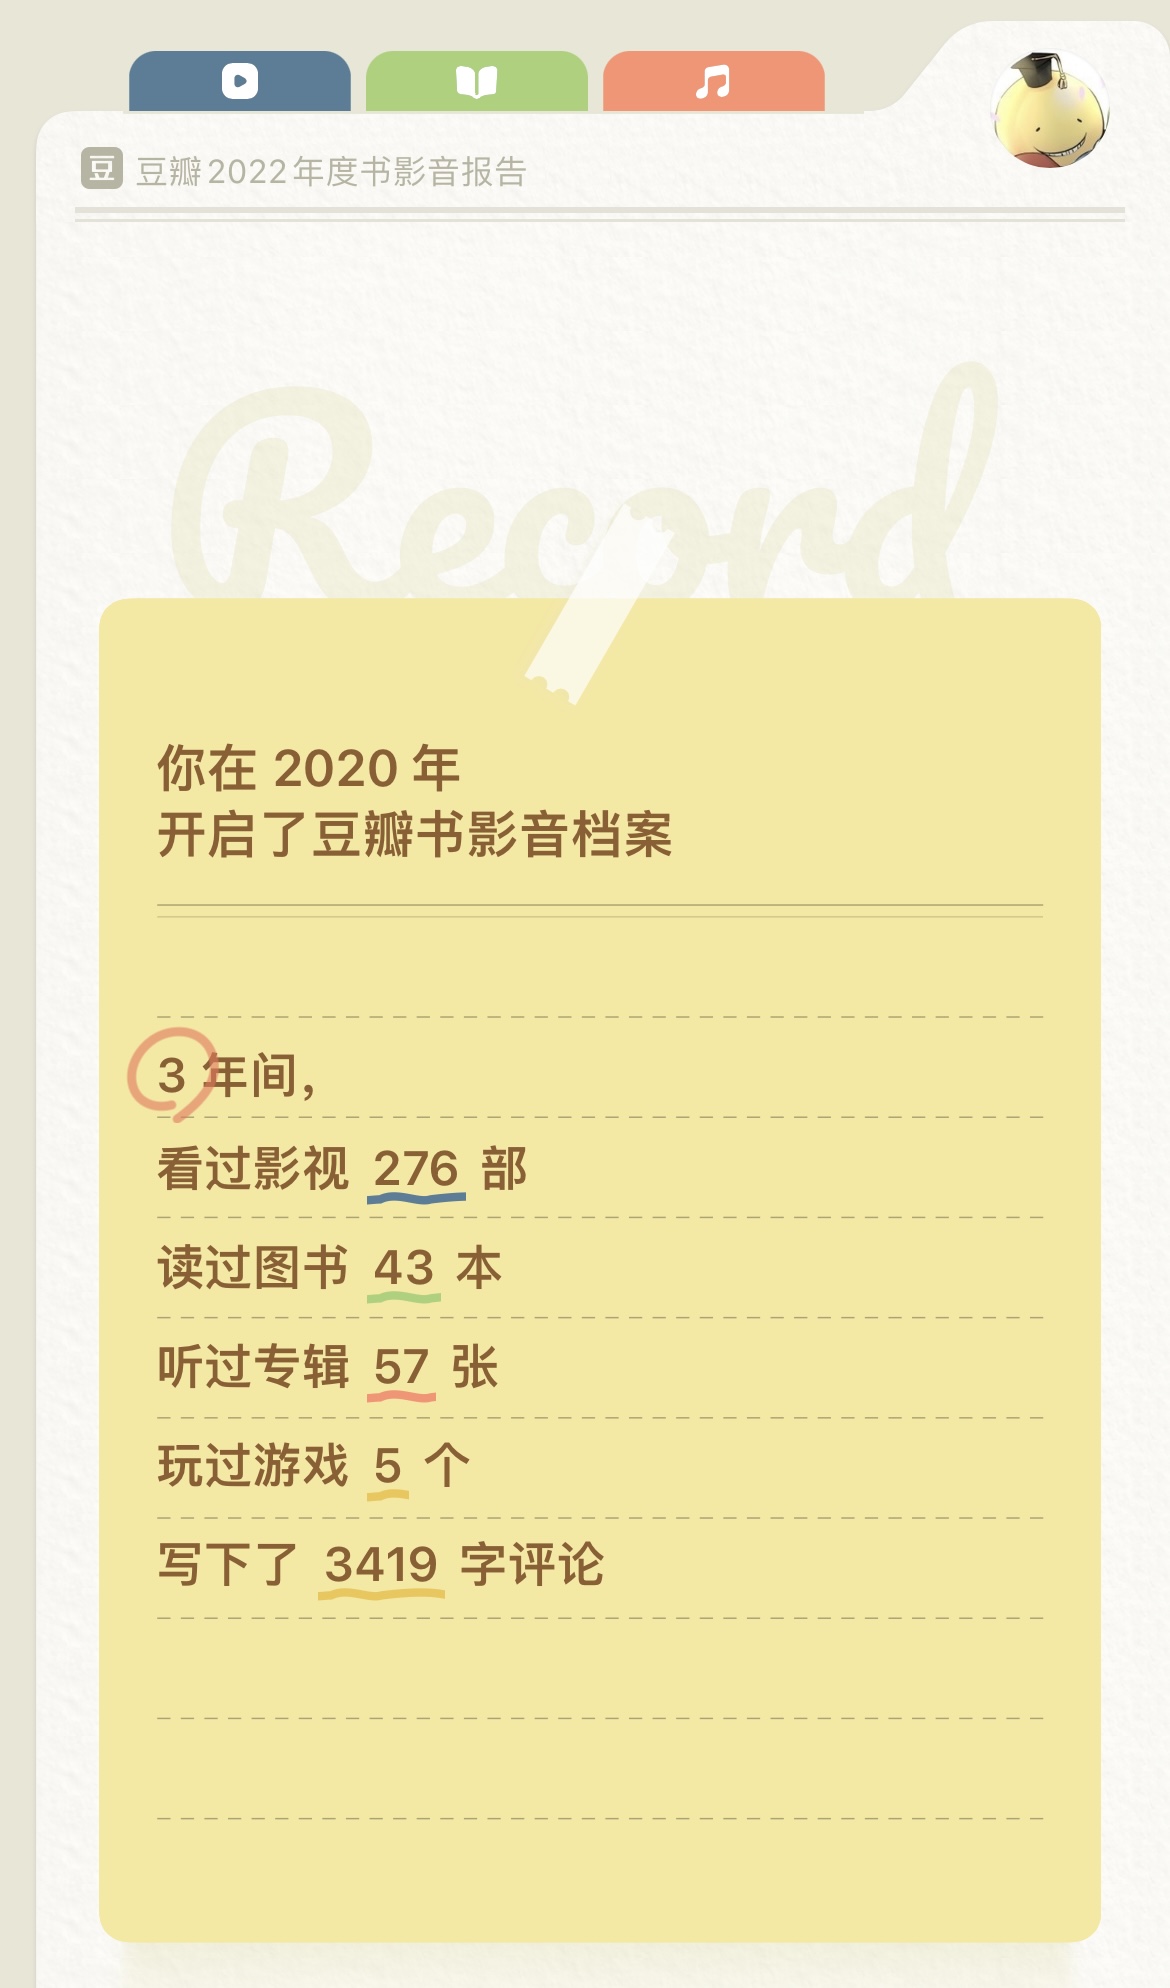 豆 豆瓣2022年度书影音报告
Record
你在 2020 年
开启了豆瓣书影音档案
3 年间，
看过影视 276 部
读过图书 43 本
听过专辑 57 张
玩过游戏 5 个
写下了 3419 字评论